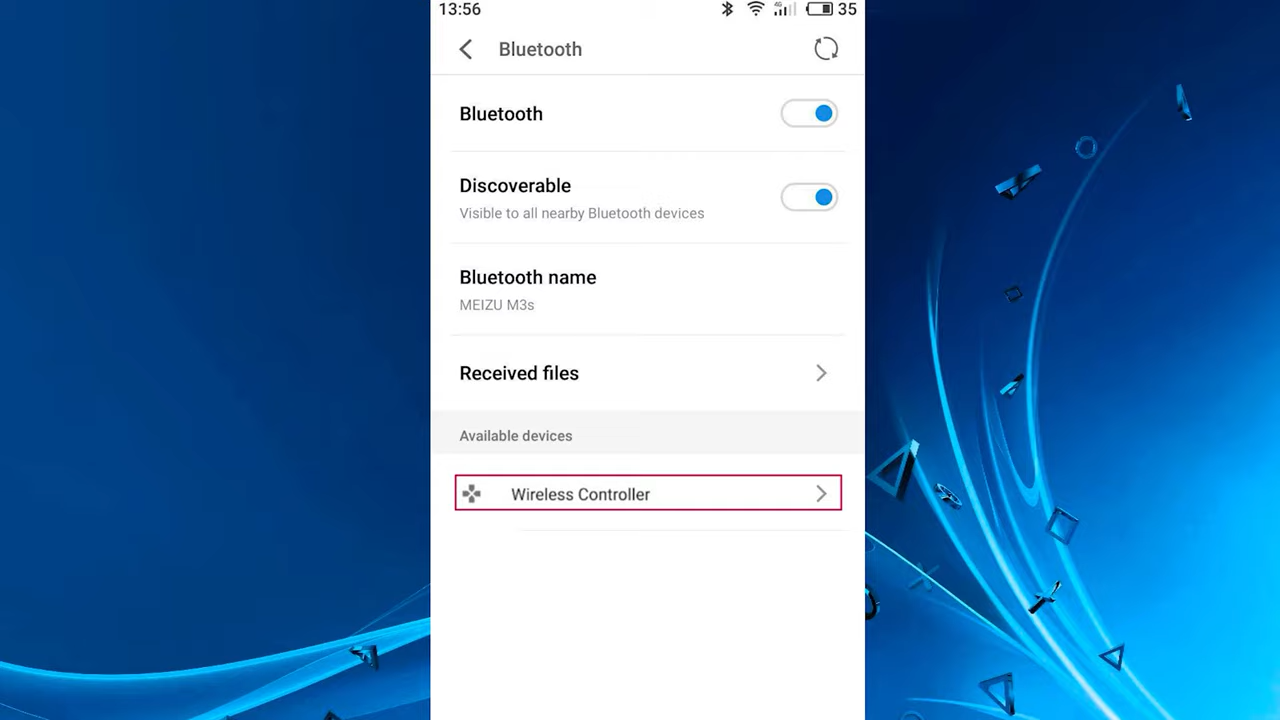 13:56
4G
35
Bluetooth
Bluetooth
Discoverable
Visible to all nearby Bluetooth devices
Bluetooth name
MEIZU M3s
Received files
Available devices
Wireless Controller